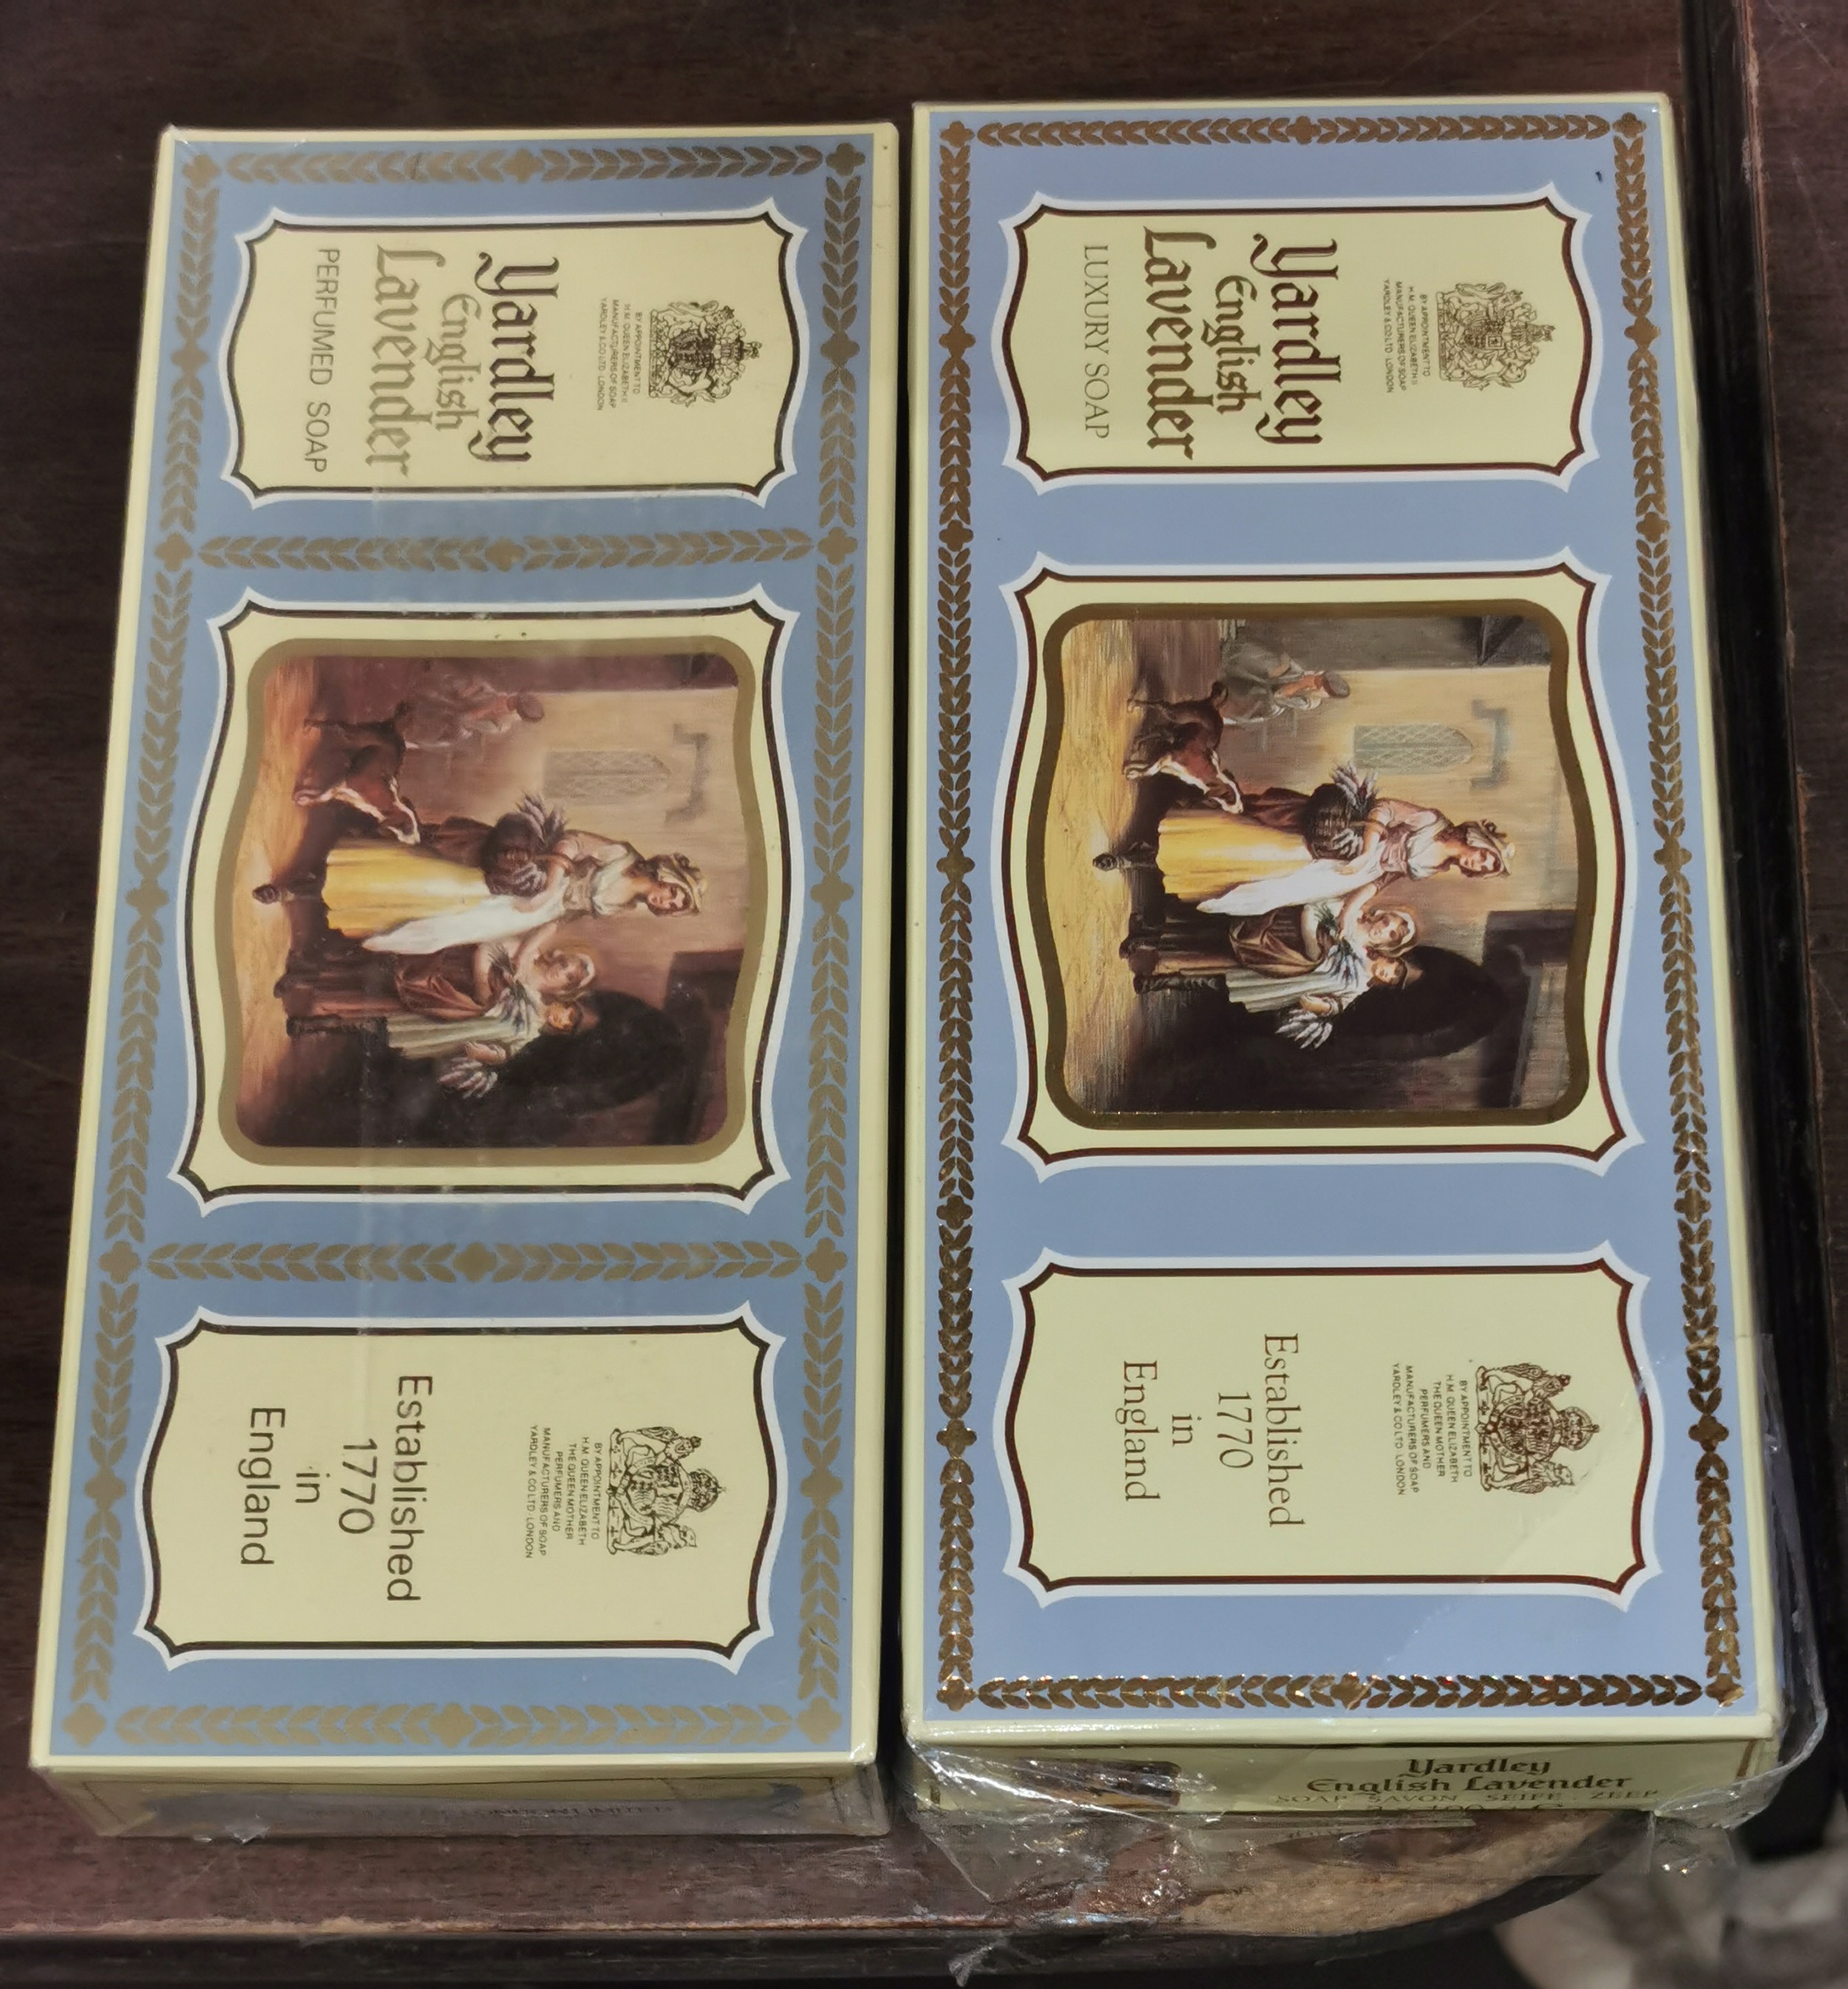 BY APPOINTMENT TO
H.M. QUEEN ELIZABETH II
MANUFACTURERS OF SOAP
YARDLEY & CO LTD LONDON
Yardley
English
Lavender
PERFUMED SOAP
BY APPOINTMENT TO
H.M. QUEEN ELIZABETH
THE QUEEN MOTHER
PERFUMERS AND
MANUFACTURERS OF SOAP
YARDLEY & CO LTD LONDON
Established
1770
in
England
BY APPOINTMENT TO
H.M. QUEEN ELIZABETH II
MANUFACTURERS OF SOAP
YARDLEY & CO LTD LONDON
Yardley
English
Lavender
LUXURY SOAP
BY APPOINTMENT TO
H.M. QUEEN ELIZABETH
THE QUEEN MOTHER
PERFUMERS AND
MANUFACTURERS OF SOAP
YARDLEY & CO LTD LONDON
Established
1770
in
England
Yardley
English Lavender
SOAP SAVON SEIFE ZEEP